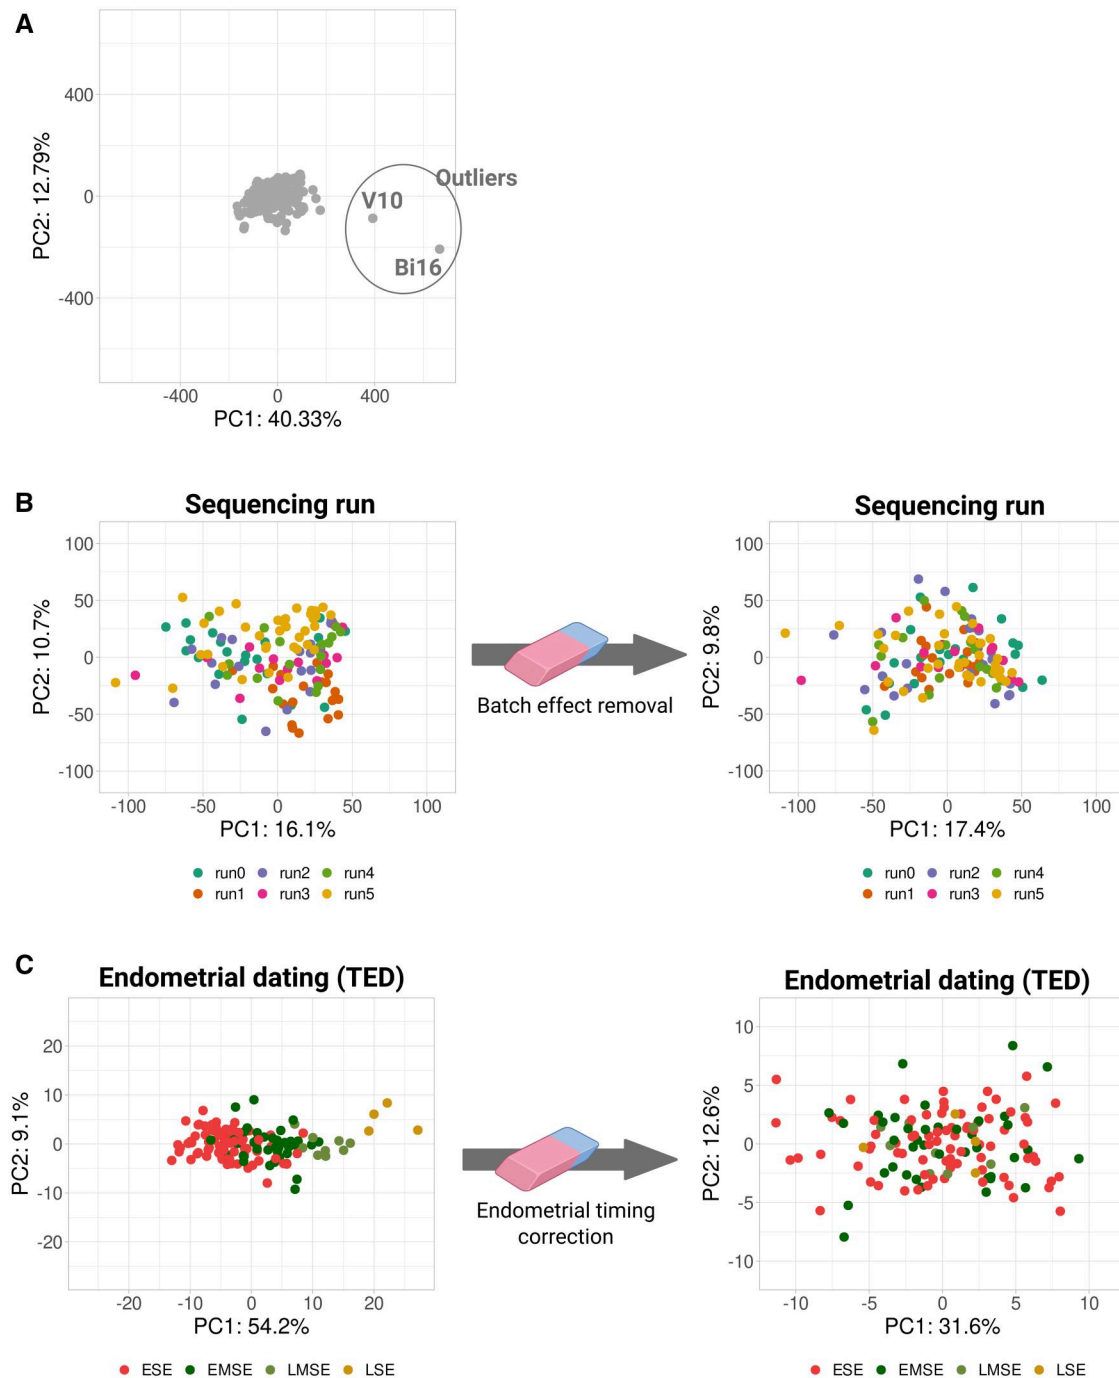 A
400
0
-400
PC2: 12.79%
Outliers
V10
Bi16
-400 0 400
PC1: 40.33%
B
Sequencing run
100
50
0
-50
-100
PC2: 10.7%
-100 -50 0 50 100
PC1: 16.1%
run0 run2 run4
run1 run3 run5
Batch effect removal
Sequencing run
100
50
0
-50
-100
PC2: 9.8%
-100 -50 0 50 100
PC1: 17.4%
run0 run2 run4
run1 run3 run5
C
Endometrial dating (TED)
20
10
0
-10
-20
PC2: 9.1%
-20 -10 0 10 20
PC1: 54.2%
ESE EMSE LMSE LSE
Endometrial timing
correction
Endometrial dating (TED)
10
5
0
-5
-10
PC2: 12.6%
-10 -5 0 5 10
PC1: 31.6%
ESE EMSE LMSE LSE